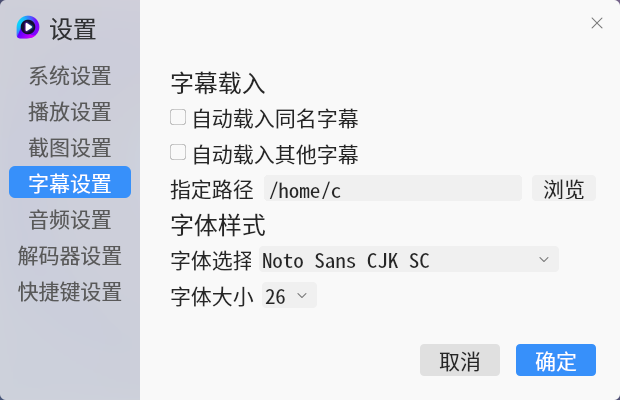 设置
系统设置
播放设置
截图设置
字幕设置
音频设置
解码器设置
快捷键设置
字幕载入
自动载入同名字幕
自动载入其他字幕
指定路径 /home/c 浏览
字体样式
字体选择 Noto Sans CJK SC
字体大小 26
取消 确定